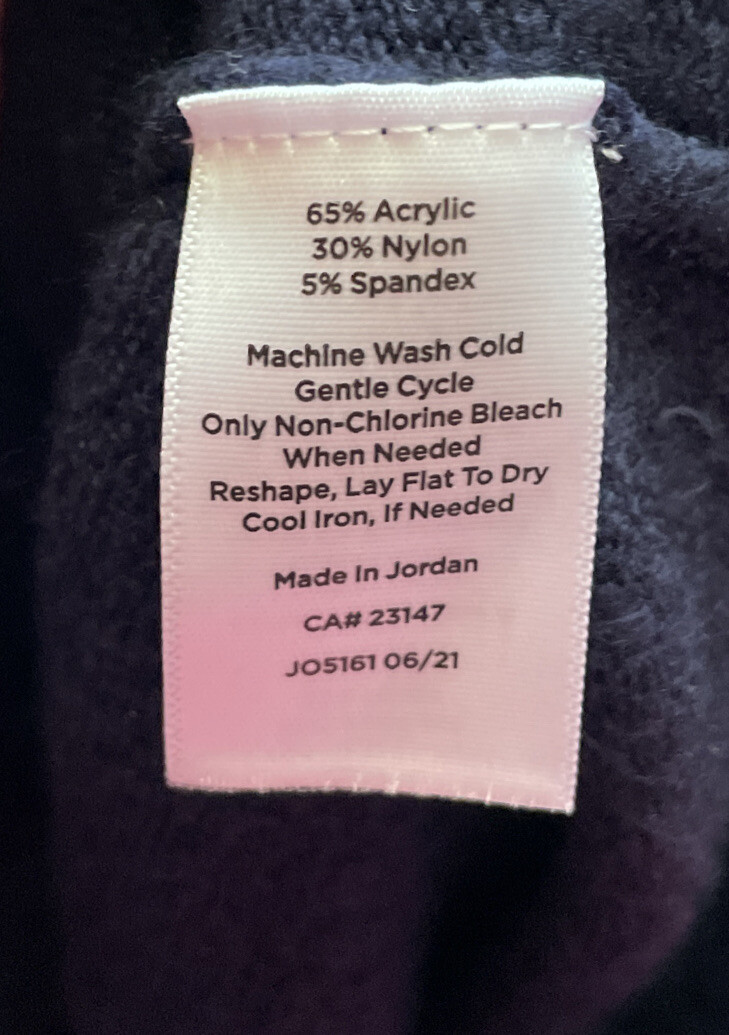 65% Acrylic
30% Nylon
5% Spandex
Machine Wash Cold
Gentle Cycle
Only Non-Chlorine Bleach
When Needed
Reshape, Lay Flat To Dry
Cool Iron, If Needed
Made In Jordan
CA# 23147
JO5161 06/21